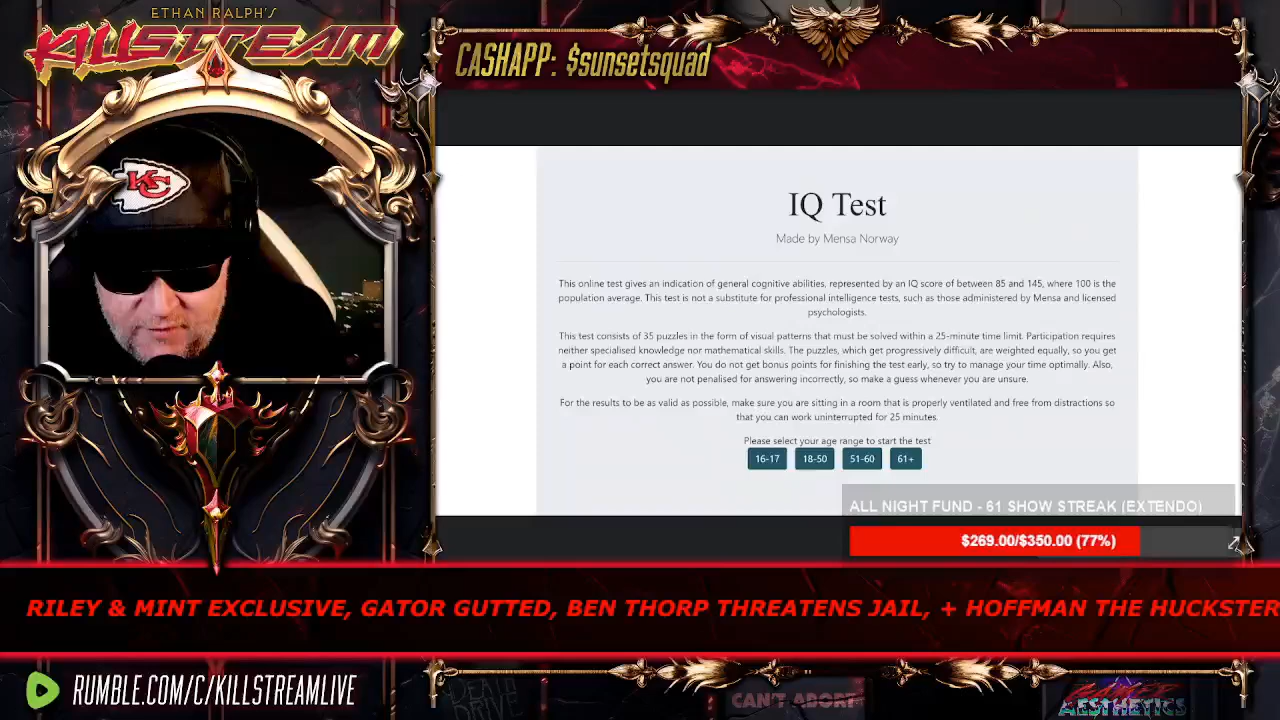 ETHAN RALPH'S
KILLSTREAM
CASHAPP: $sunsetsquad
KC
IQ Test
Made by Mensa Norway
This online test gives an indication of general cognitive abilities, represented by an IQ score of between 85 and 145, where 100 is the
population average. This test is not a substitute for professional intelligence tests, such as those administered by Mensa and licensed
psychologists.
This test consists of 35 puzzles in the form of visual patterns that must be solved within a 25-minute time limit. Participation requires
neither specialised knowledge nor mathematical skills. The puzzles, which get progressively difficult, are weighted equally, so you get
a point for each correct answer. You do not get bonus points for finishing the test early, so try to manage your time optimally. Also,
you are not penalised for answering incorrectly, so make a guess whenever you are unsure.
For the results to be as valid as possible, make sure you are sitting in a room that is properly ventilated and free from distractions so
that you can work uninterrupted for 25 minutes.
Please select your age range to start the test
16-17 18-50 51-60 61+
ALL NIGHT FUND - 61 SHOW STREAK (EXTENDO)
$269.00/$350.00 (77%)
RILEY & MINT EXCLUSIVE, GATOR GUTTED, BEN THORP THREATENS JAIL, + HOFFMAN THE HUCKSTER
RUMBLE.COM/C/KILLSTREAMLIVE
DEATH
DRIVE
CAN'T ABORT
AESTHETICS